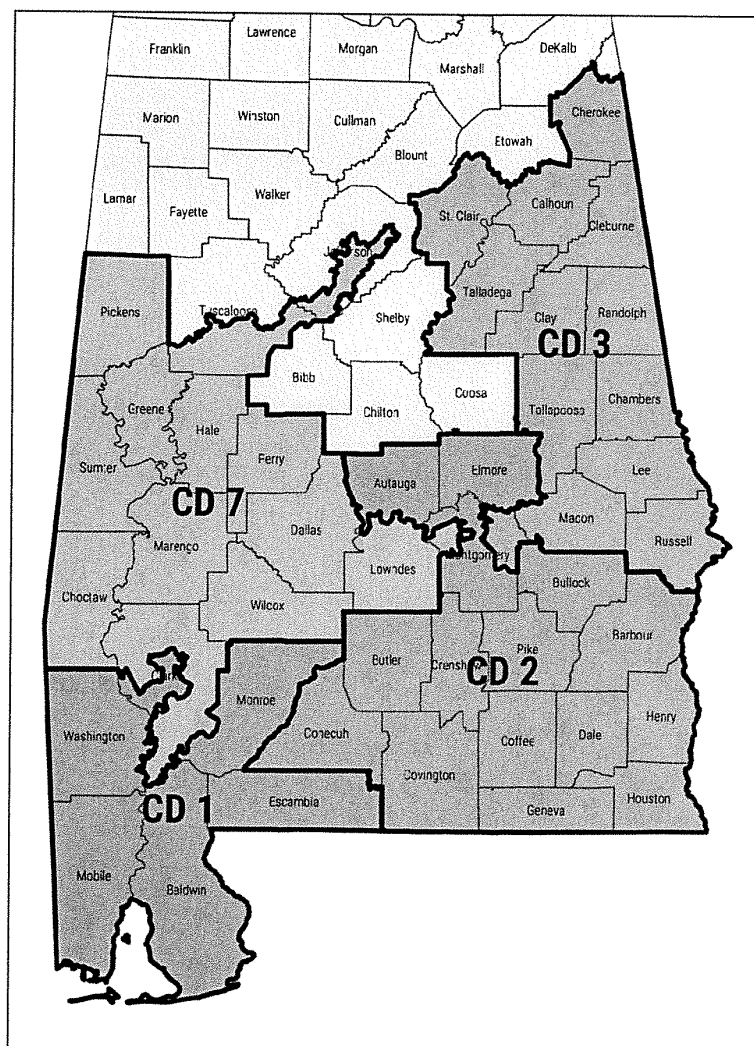 Lawrence
Franklin
Morgan
DeKalb
Marshall
Cherokee
Marion
Winston
Cullman
Etowah
Blount
Lamar
Walker
Calhoun
Fayette
St. Clair
Cleburne
Talladega
Pickens
Tuscaloosa
Shelby
Clay
Randolph
CD 3
Bibb
Coosa
Greene
Chilton
Tallapoosa
Chambers
Hale
Perry
Sumter
Elmore
Lee
Autauga
CD 7
Macon
Dallas
Russell
Marengo
Montgomery
Lowndes
Bullock
Choctaw
Wilcox
Barbour
Butler
Pike
Crenshaw
CD 2
Monroe
Washington
Henry
Conecuh
Coffee
Dale
Covington
Escambia
Houston
CD 1
Geneva
Mobile
Baldwin